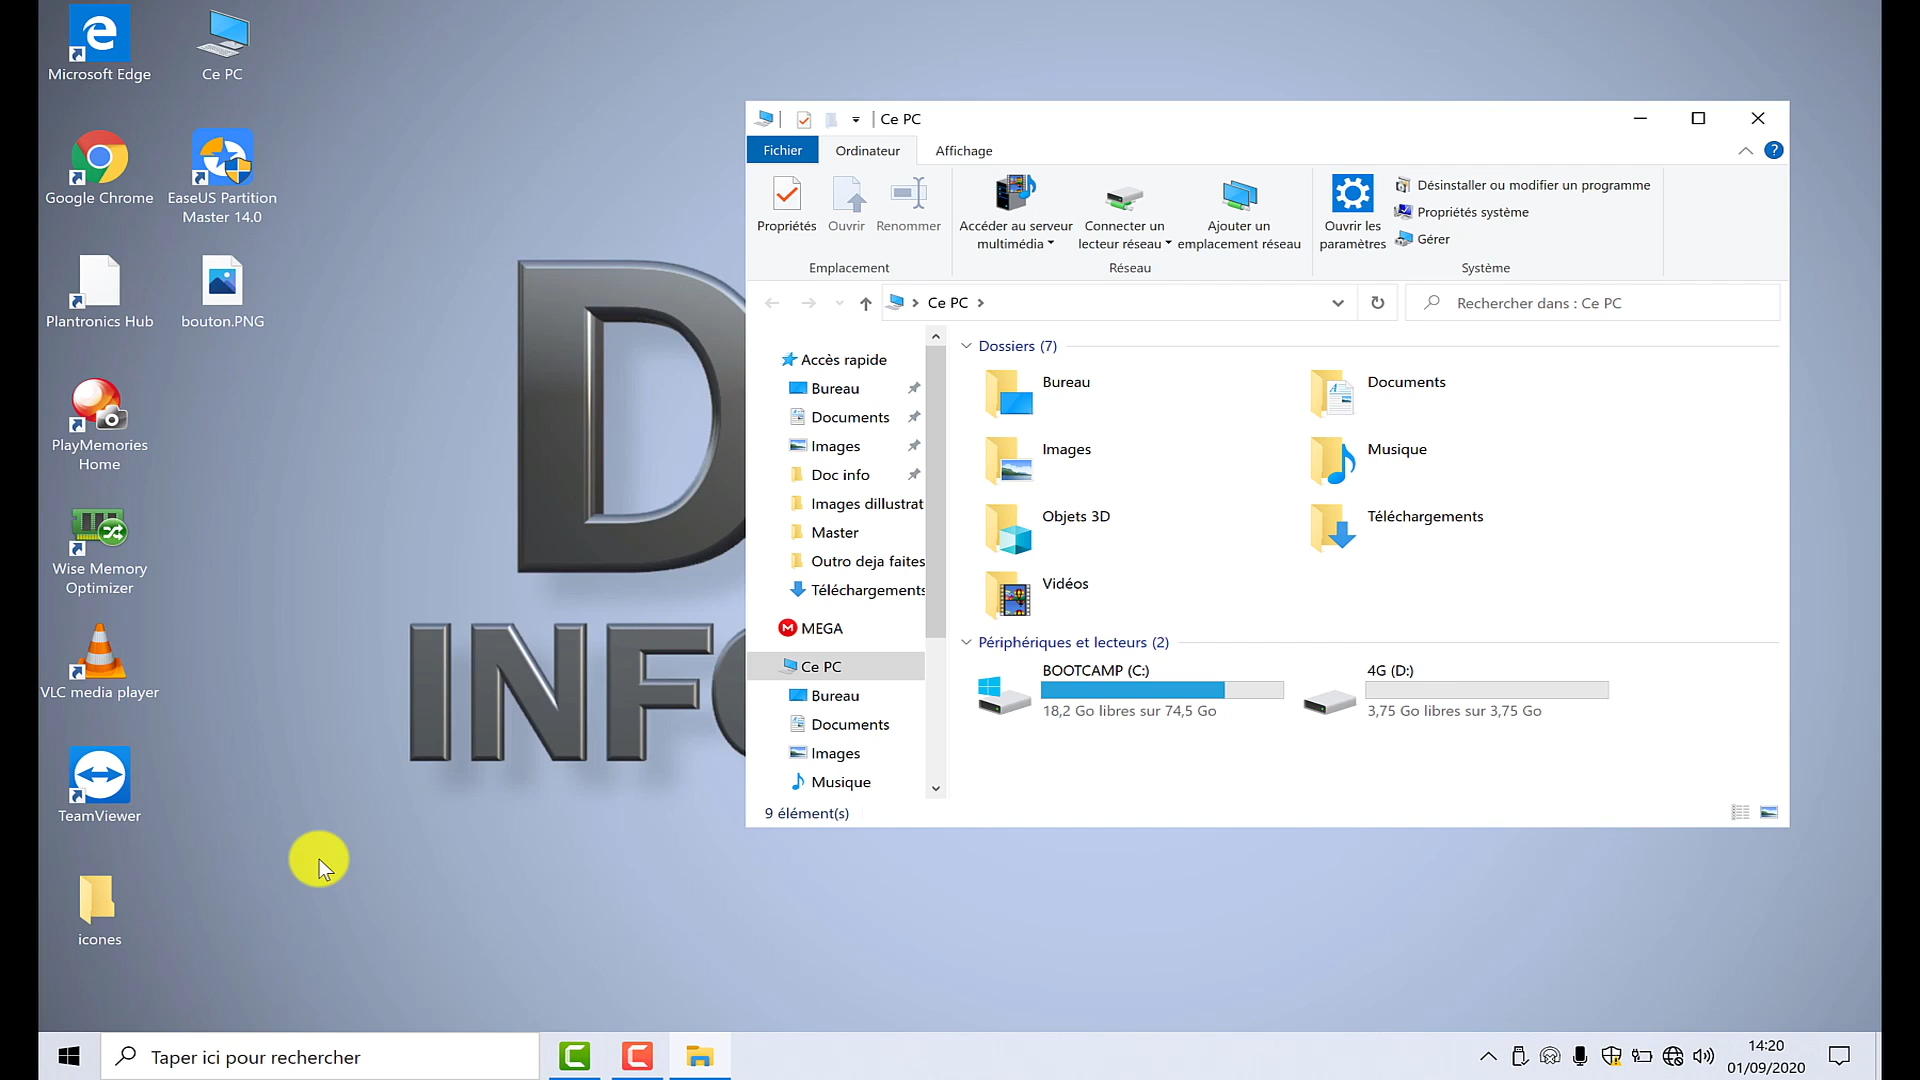 Microsoft Edge
Ce PC
Google Chrome
EaseUS Partition
Master 14.0
Plantronics Hub
bouton.PNG
PlayMemories
Home
Wise Memory
Optimizer
VLC media player
TeamViewer
icones
D
INFO
Ce PC
Fichier
Ordinateur
Affichage
Propriétés
Ouvrir
Renommer
Accéder au serveur
multimédia
Connecter un
lecteur réseau
Ajouter un
emplacement réseau
Ouvrir les
paramètres
Désinstaller ou modifier un programme
Propriétés système
Gérer
Emplacement
Réseau
Système
Ce PC
Rechercher dans : Ce PC
Accès rapide
Bureau
Documents
Images
Doc info
Images dillustrat
Master
Outro deja faites
Téléchargements
MEGA
Ce PC
Bureau
Documents
Images
Musique
Dossiers (7)
Bureau
Documents
Images
Musique
Objets 3D
Téléchargements
Vidéos
Périphériques et lecteurs (2)
BOOTCAMP (C:)
18,2 Go libres sur 74,5 Go
4G (D:)
3,75 Go libres sur 3,75 Go
9 élément(s)
Taper ici pour rechercher
14:20
01/09/2020